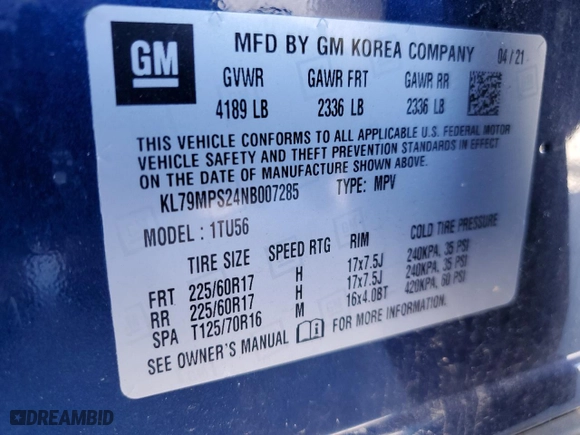 GM
MFD BY GM KOREA COMPANY 04/21
GVWR GAWR FRT GAWR RR
4189 LB 2336 LB 2336 LB
THIS VEHICLE CONFORMS TO ALL APPLICABLE U.S. FEDERAL MOTOR
VEHICLE SAFETY AND THEFT PREVENTION STANDARDS IN EFFECT
ON THE DATE OF MANUFACTURE SHOWN ABOVE.
KL79MPS24NB007285 TYPE: MPV
MODEL: 1TU56
TIRE SIZE SPEED RTG RIM COLD TIRE PRESSURE
FRT 225/60R17 H 17x7.5J 240KPA, 35 PSI
RR 225/60R17 H 17x7.5J 240KPA, 35 PSI
SPA T125/70R16 M 16x4.0BT 420KPA, 60 PSI
SEE OWNER'S MANUAL FOR MORE INFORMATION.
DREAMBID